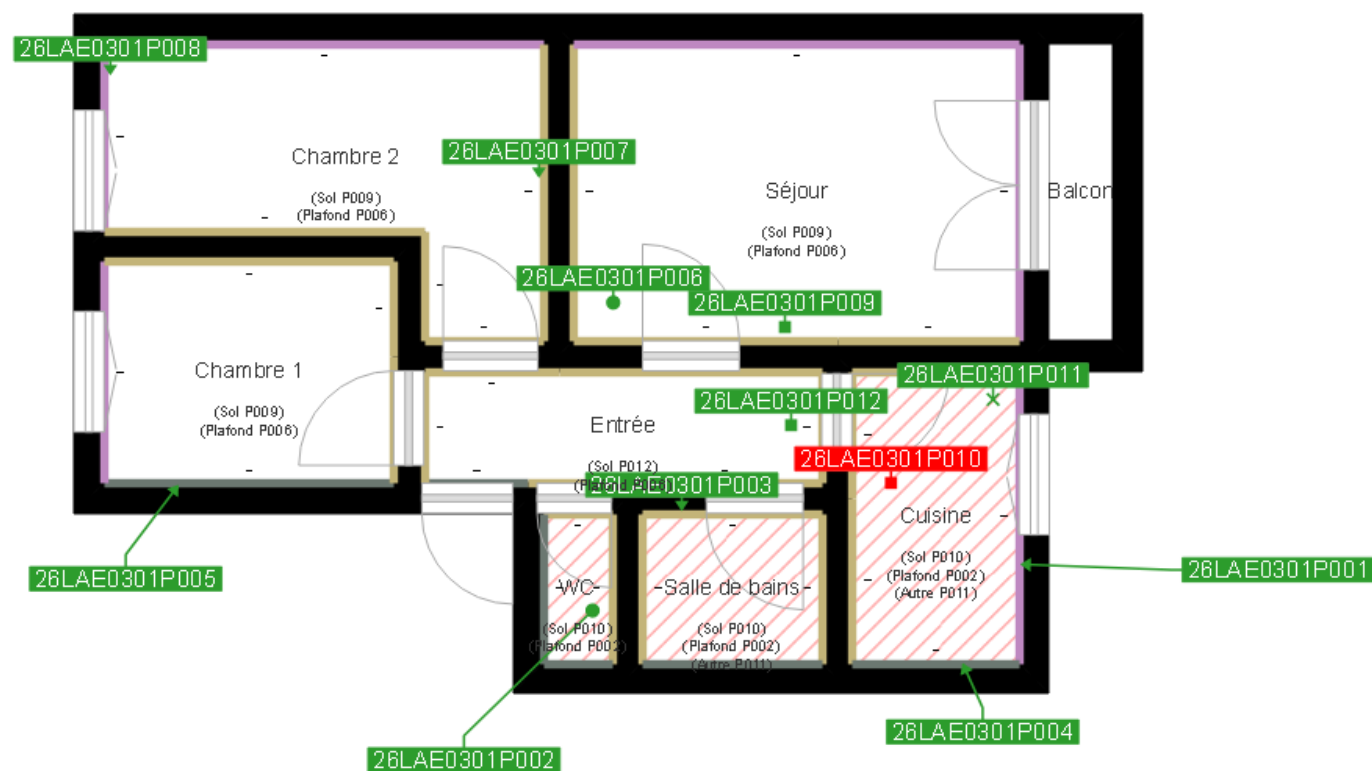 26LAE0301P008
26LAE0301P007
Chambre 2
(Sol P009)
(Plafond P006)
Séjour
(Sol P009)
(Plafond P006)
Balcon
26LAE0301P006
26LAE0301P009
Chambre 1
(Sol P009)
(Plafond P006)
26LAE0301P011
26LAE0301P012
Entrée
(Sol P012)
(Plafond P006)
26LAE0301P010
26LAE0301P003
Cuisine
(Sol P010)
(Plafond P002)
(Autre P011)
26LAE0301P005
26LAE0301P001
WC
(Sol P010)
(Plafond P002)
Salle de bains
(Sol P010)
(Plafond P002)
(Autre P011)
26LAE0301P004
26LAE0301P002